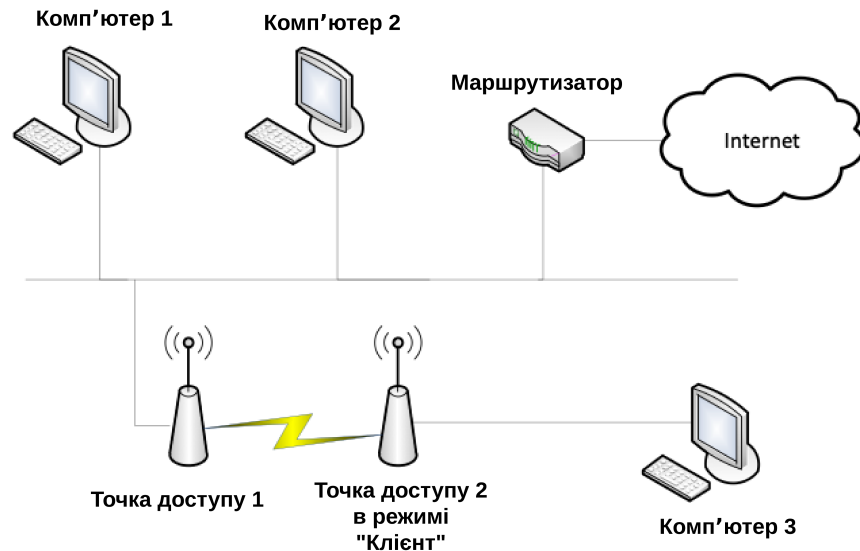 Комп’ютер 1
Комп’ютер 2
Маршрутизатор
Internet
Точка доступу 1
Точка доступу 2
в режимі
"Клієнт"
Комп’ютер 3